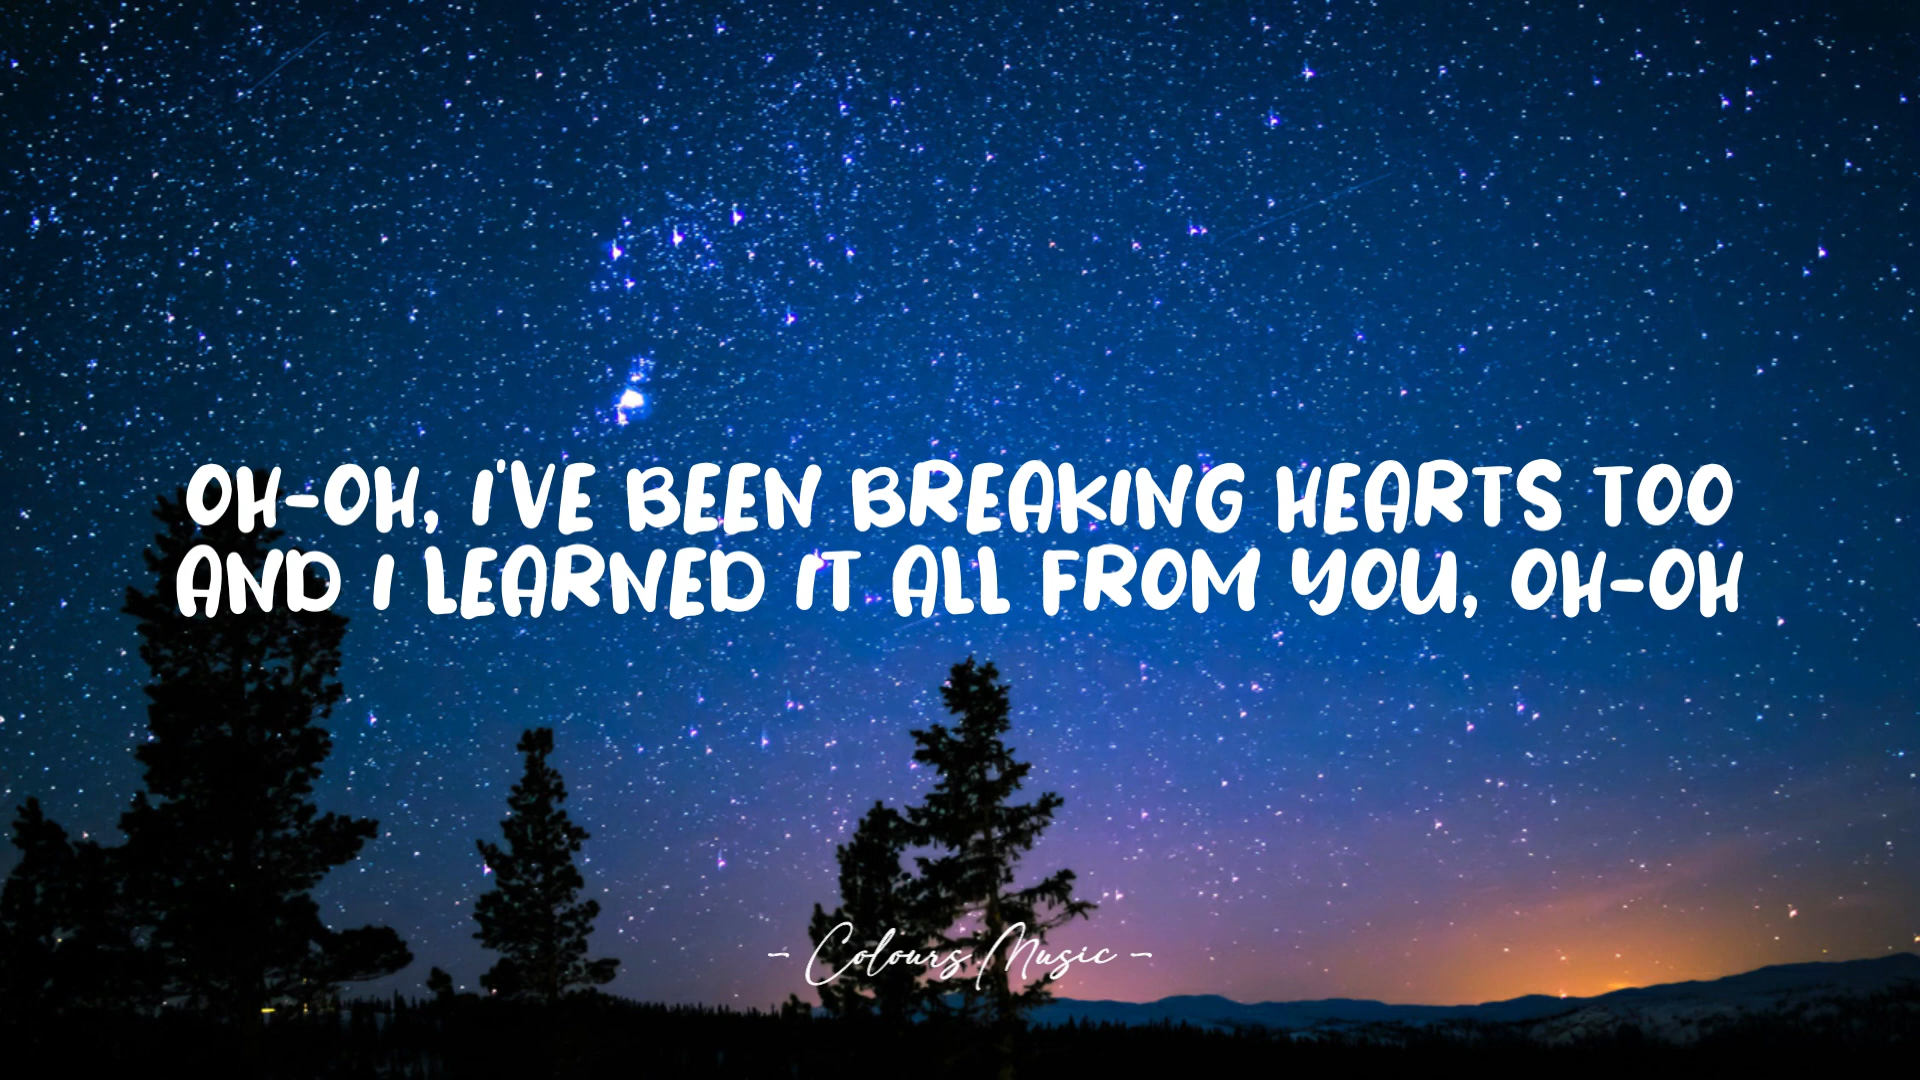 OH-OH, I'VE BEEN BREAKING HEARTS TOO
AND I LEARNED IT ALL FROM YOU, OH-OH
- Colours Music -